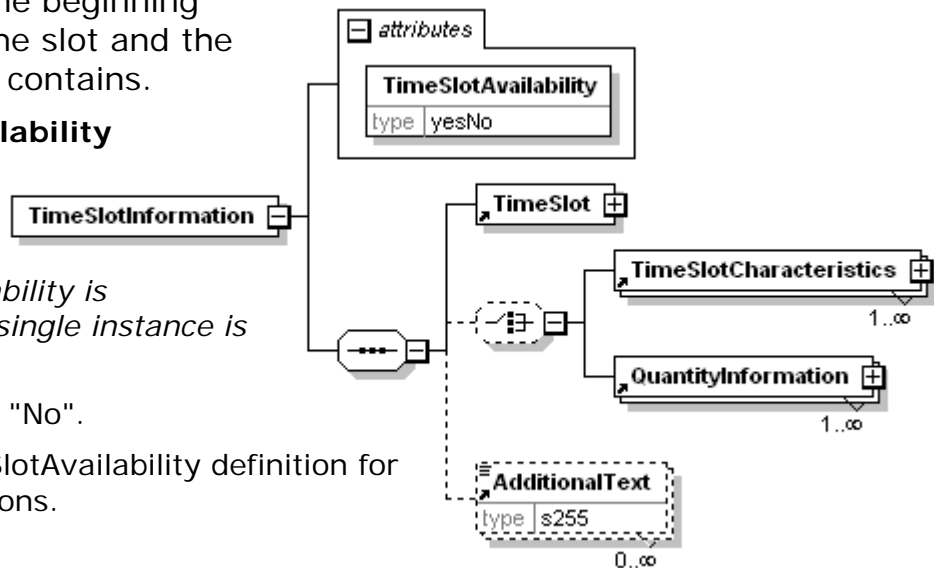 he beginning
he slot and the
contains.
lability
bility is
single instance is
"No".
SlotAvailability definition for
ons.
attributes
TimeSlotAvailability
type yesNo
TimeSlotInformation
TimeSlot
TimeSlotCharacteristics
1..∞
QuantityInformation
1..∞
AdditionalText
type s255
0..∞